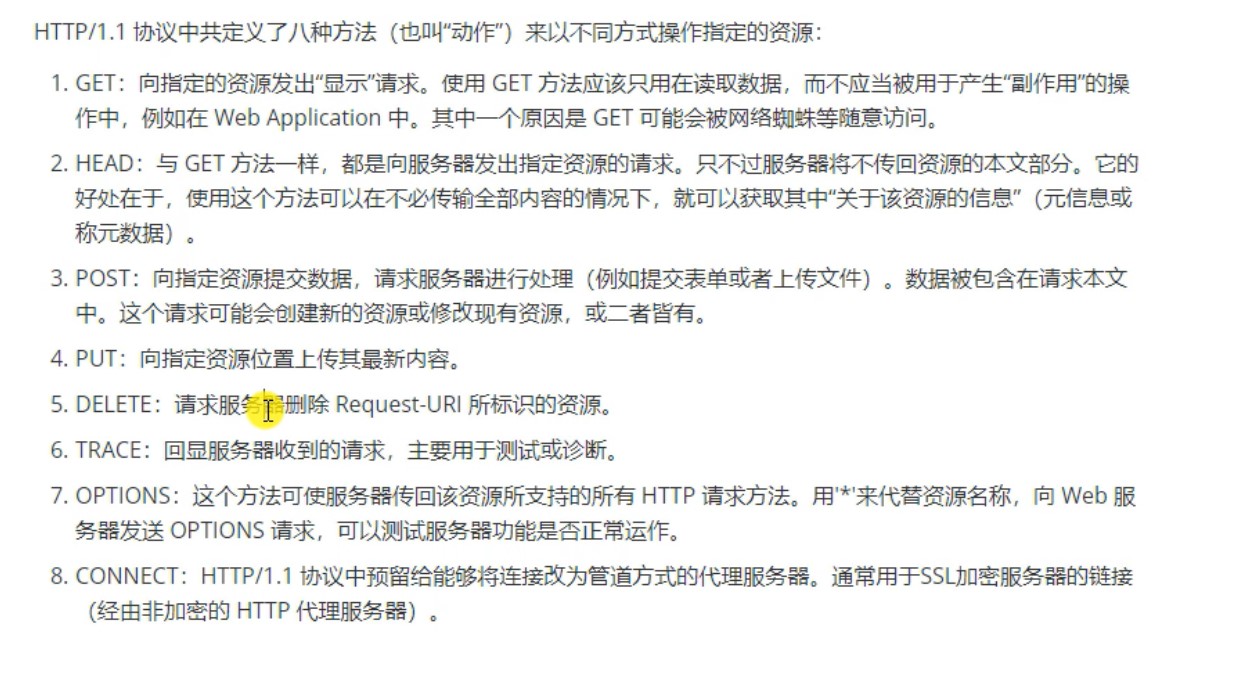 HTTP/1.1 协议中共定义了八种方法（也叫“动作”）来以不同方式操作指定的资源：
1. GET：向指定的资源发出“显示”请求。使用 GET 方法应该只用在读取数据，而不应当被用于产生“副作用”的操
作中，例如在 Web Application 中。其中一个原因是 GET 可能会被网络蜘蛛等随意访问。
2. HEAD：与 GET 方法一样，都是向服务器发出指定资源的请求。只不过服务器将不传回资源的本文部分。它的
好处在于，使用这个方法可以在不必传输全部内容的情况下，就可以获取其中“关于该资源的信息”（元信息或
称元数据）。
3. POST：向指定资源提交数据，请求服务器进行处理（例如提交表单或者上传文件）。数据被包含在请求本文
中。这个请求可能会创建新的资源或修改现有资源，或二者皆有。
4. PUT：向指定资源位置上传其最新内容。
5. DELETE：请求服务器删除 Request-URI 所标识的资源。
6. TRACE：回显服务器收到的请求，主要用于测试或诊断。
7. OPTIONS：这个方法可使服务器传回该资源所支持的所有 HTTP 请求方法。用'*'来代替资源名称，向 Web 服
务器发送 OPTIONS 请求，可以测试服务器功能是否正常运作。
8. CONNECT：HTTP/1.1 协议中预留给能够将连接改为管道方式的代理服务器。通常用于SSL加密服务器的链接
（经由非加密的 HTTP 代理服务器）。